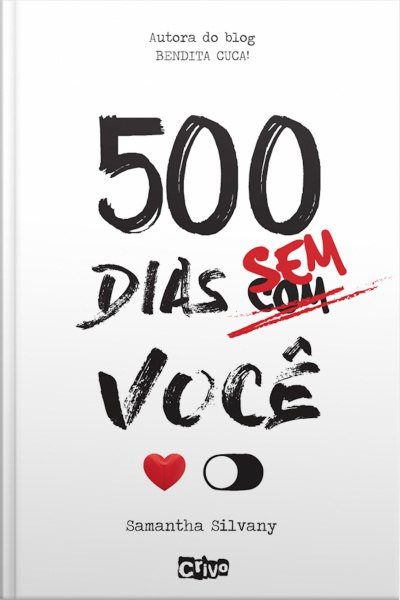 Autora do blog
BENDITA CUCA!
500
DIAS SEM COM
VOCÊ
Samantha Silvany
Crivo